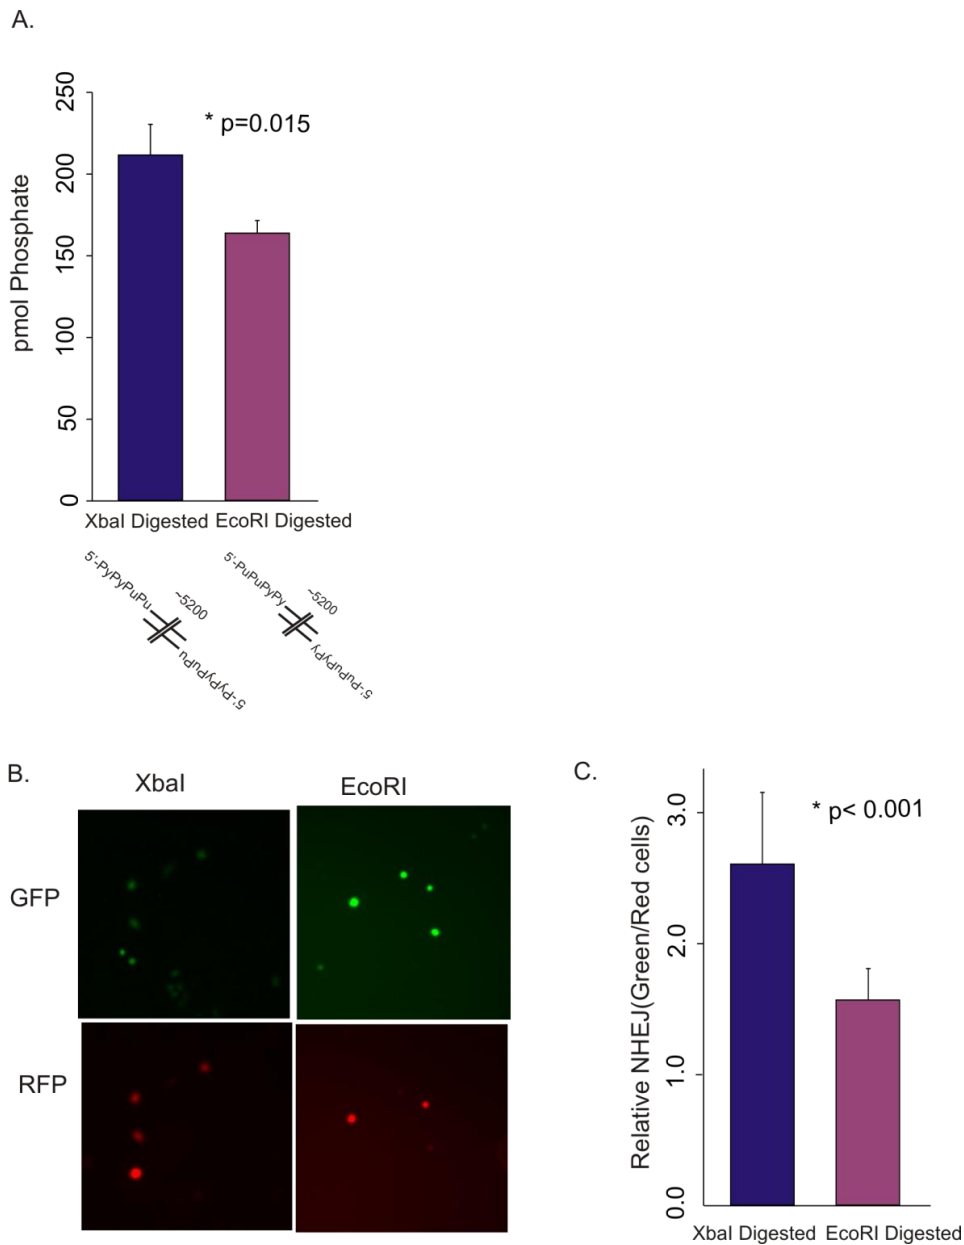 A.
250
200
150
100
50
0
pmol Phosphate
* p=0.015
XbaI Digested EcoRI Digested
5'-PyPyPuPu
~5200
5'-PyPyPuPu
5'-PuPuPyPy
~5200
5'-PuPuPyPy
B.
XbaI EcoRI
GFP
RFP
C.
3.0
2.0
1.0
0.0
Relative NHEJ(Green/Red cells)
* p< 0.001
XbaI Digested EcoRI Digested